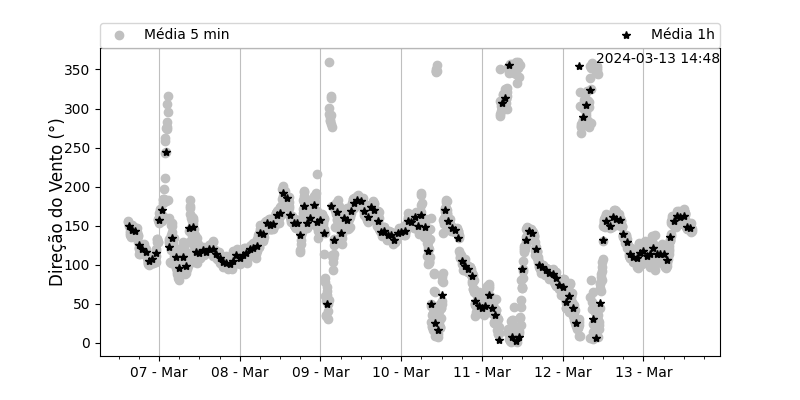 Média 5 min
Média 1h
2024-03-13 14:48
Direção do Vento (°)
350
300
250
200
150
100
50
0
07 - Mar
08 - Mar
09 - Mar
10 - Mar
11 - Mar
12 - Mar
13 - Mar